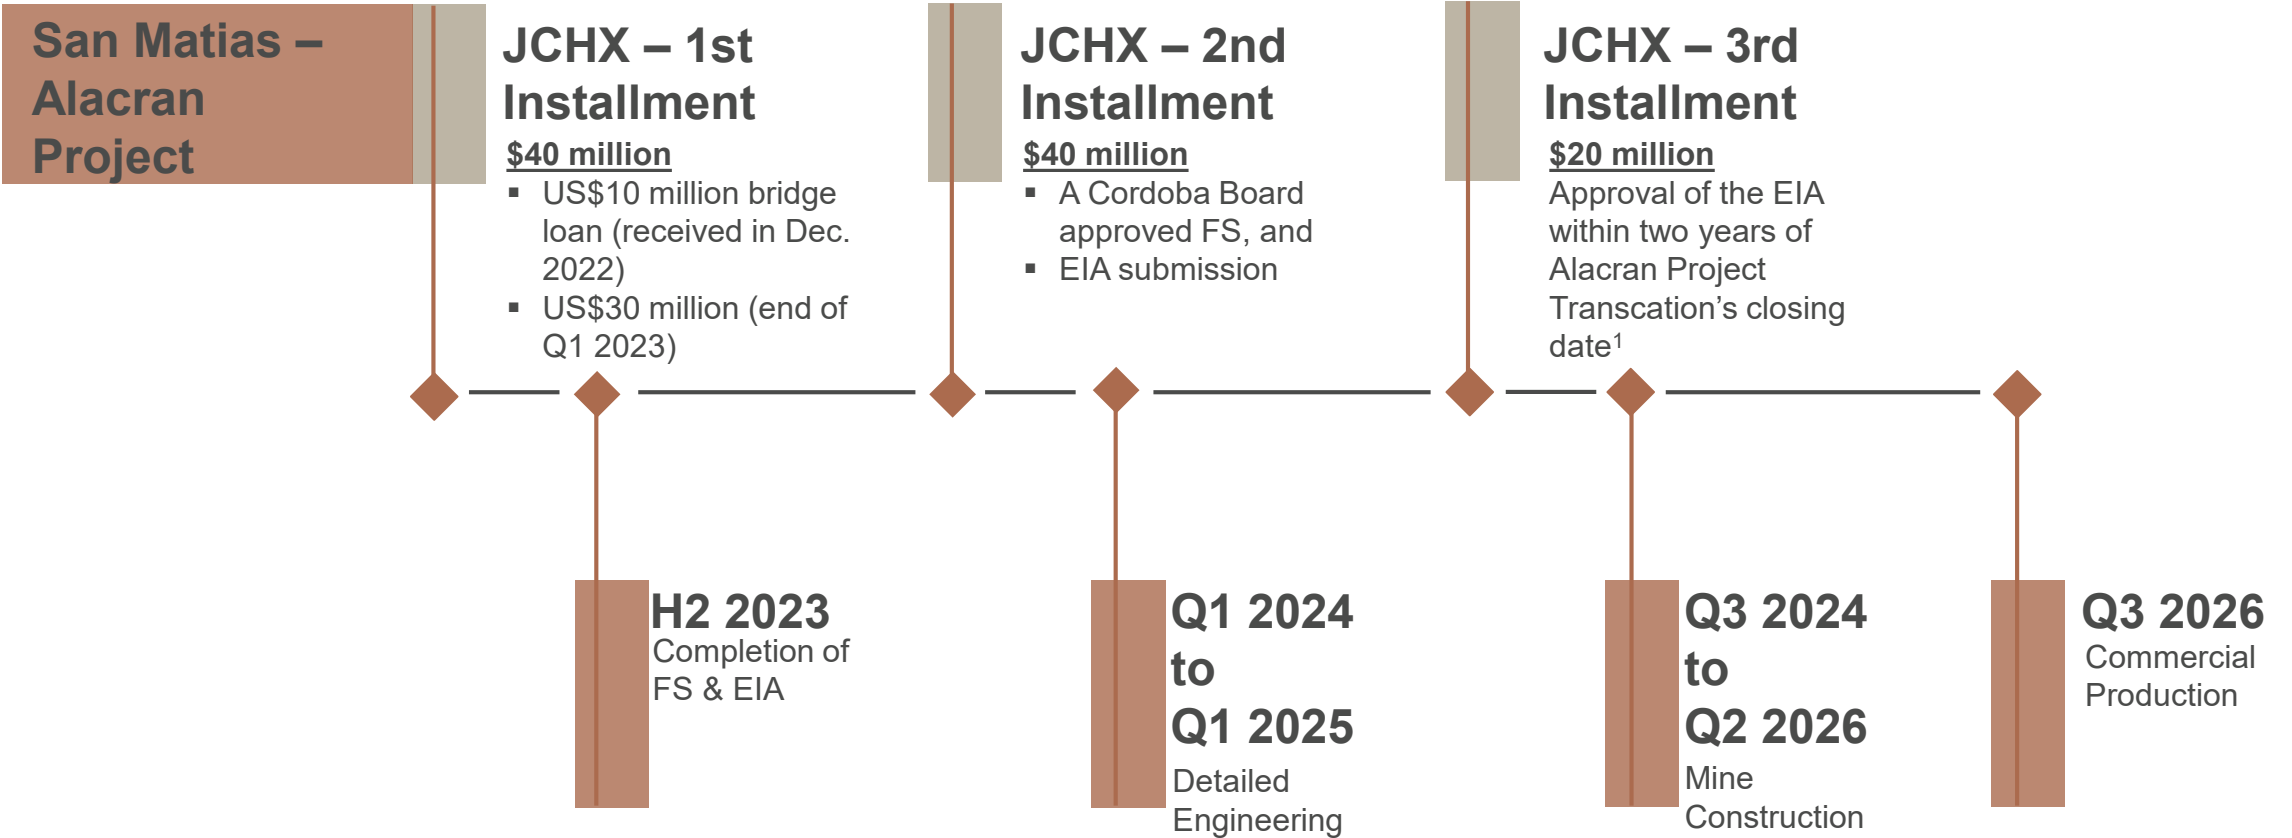 San Matias –
Alacran
Project
JCHX – 1st
Installment
$40 million
▪ US$10 million bridge
loan (received in Dec.
2022)
▪ US$30 million (end of
Q1 2023)
JCHX – 2nd
Installment
$40 million
▪ A Cordoba Board
approved FS, and
▪ EIA submission
JCHX – 3rd
Installment
$20 million
Approval of the EIA
within two years of
Alacran Project
Transcation’s closing
date¹
H2 2023
Completion of
FS & EIA
Q1 2024
to
Q1 2025
Detailed
Engineering
Q3 2024
to
Q2 2026
Mine
Construction
Q3 2026
Commercial
Production